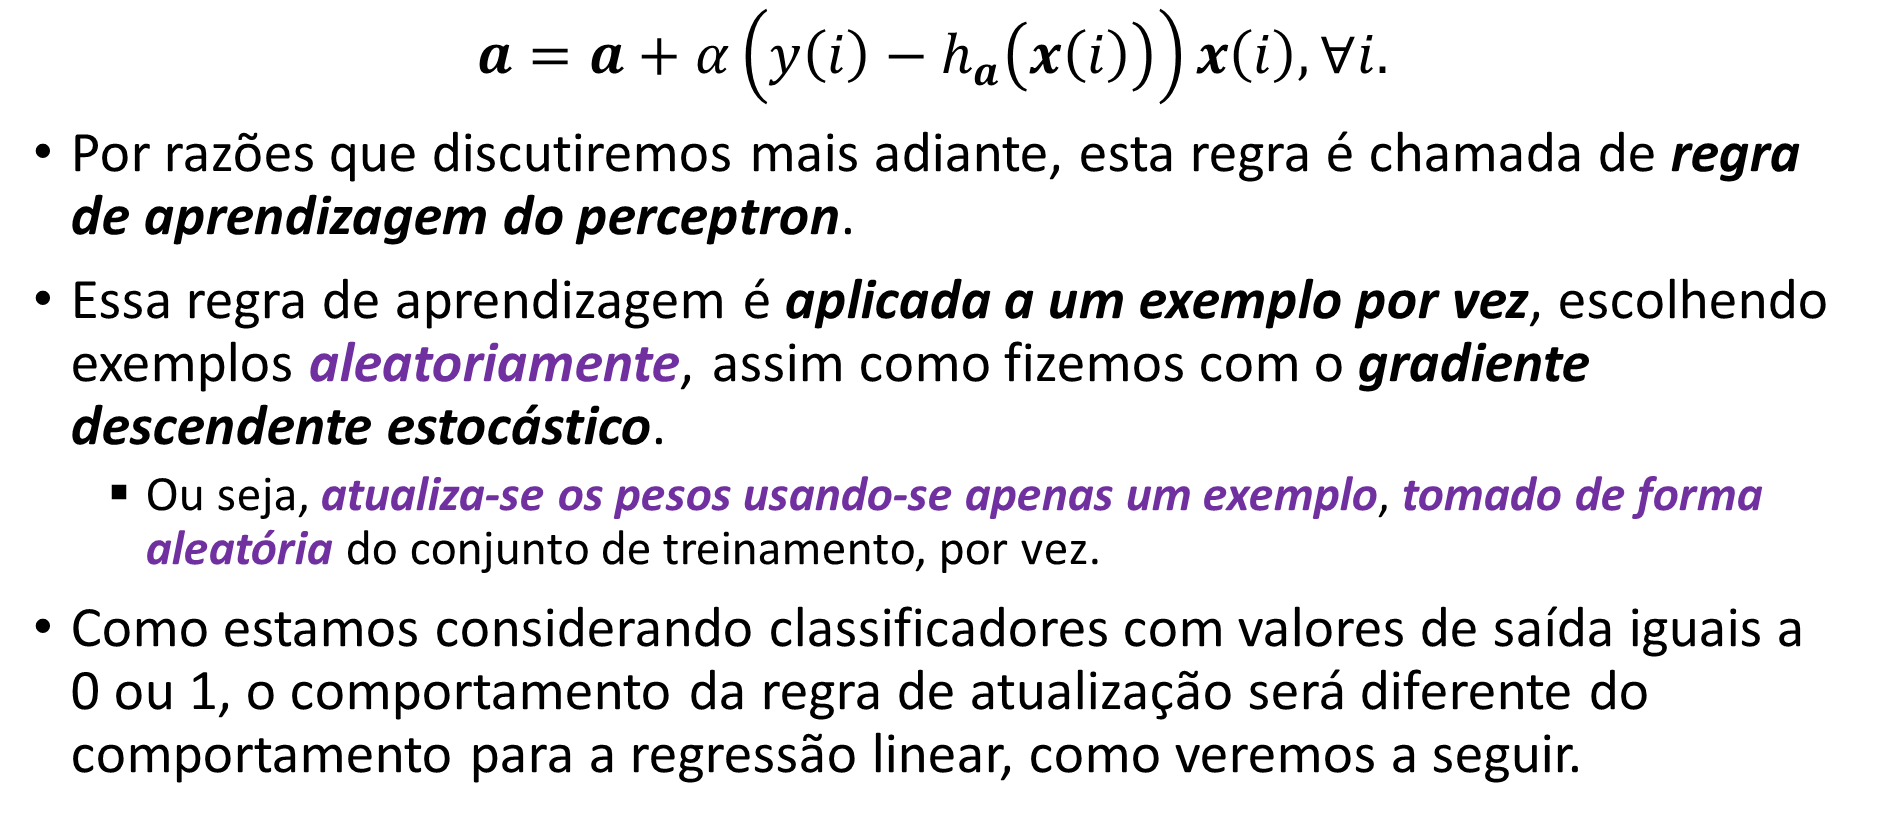 𝒂 = 𝒂 + α(y(i) − h𝒂(𝒙(i)))𝒙(i), ∀i.
• Por razões que discutiremos mais adiante, esta regra é chamada de regra
de aprendizagem do perceptron.
• Essa regra de aprendizagem é aplicada a um exemplo por vez, escolhendo
exemplos aleatoriamente, assim como fizemos com o gradiente
descendente estocástico.
▪ Ou seja, atualiza-se os pesos usando-se apenas um exemplo, tomado de forma
aleatória do conjunto de treinamento, por vez.
• Como estamos considerando classificadores com valores de saída iguais a
0 ou 1, o comportamento da regra de atualização será diferente do
comportamento para a regressão linear, como veremos a seguir.